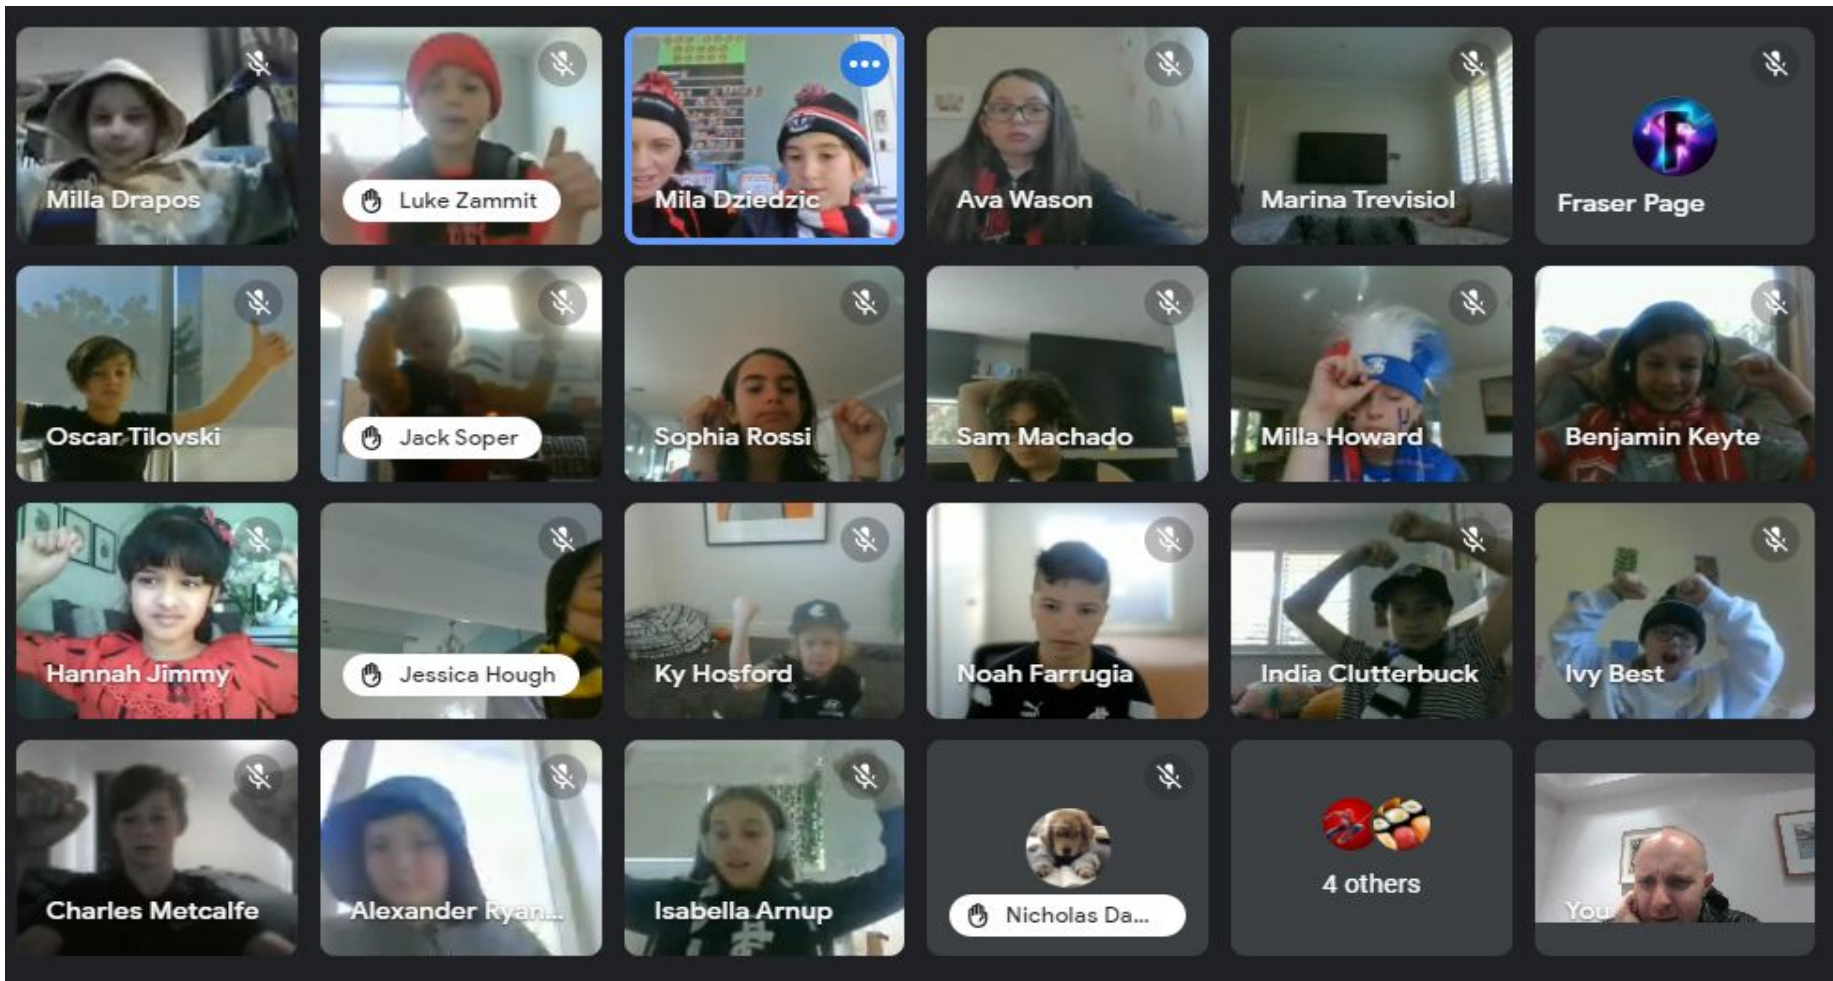 Milla Drapos
Luke Zammit
Mila Dziedzic
Ava Wason
Marina Trevisiol
F
Fraser Page
Oscar Tilovski
Jack Soper
Sophia Rossi
Sam Machado
Milla Howard
Benjamin Keyte
Hannah Jimmy
Jessica Hough
Ky Hosford
Noah Farrugia
India Clutterbuck
Ivy Best
Charles Metcalfe
Alexander Ryan...
Isabella Arnup
Nicholas Da...
4 others
You